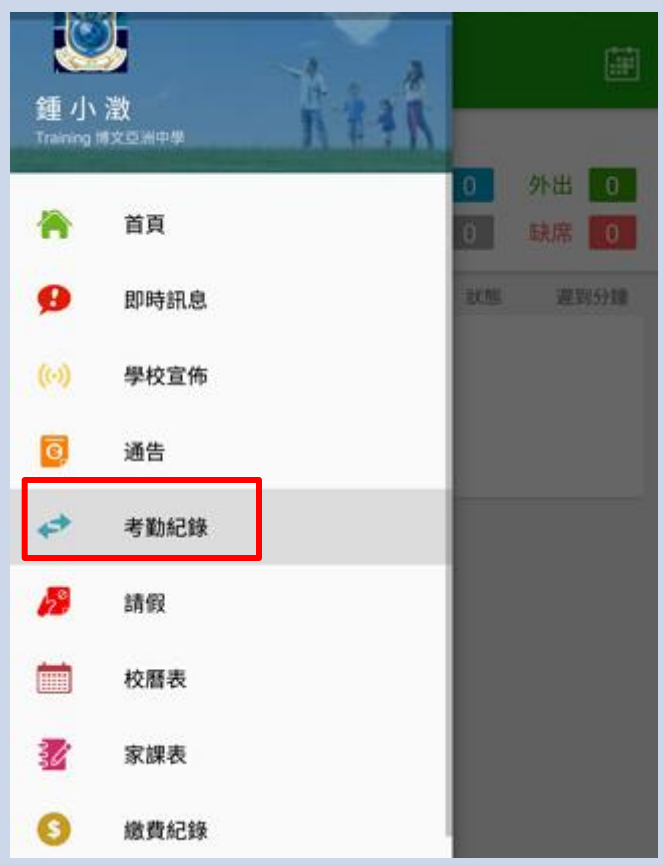 鍾小澂
Training 博文亞洲中學
首頁
即時訊息
學校宣佈
通告
考勤紀錄
請假
校曆表
家課表
繳費紀錄
0 外出 0
0 缺席 0
狀態 遲到分鐘